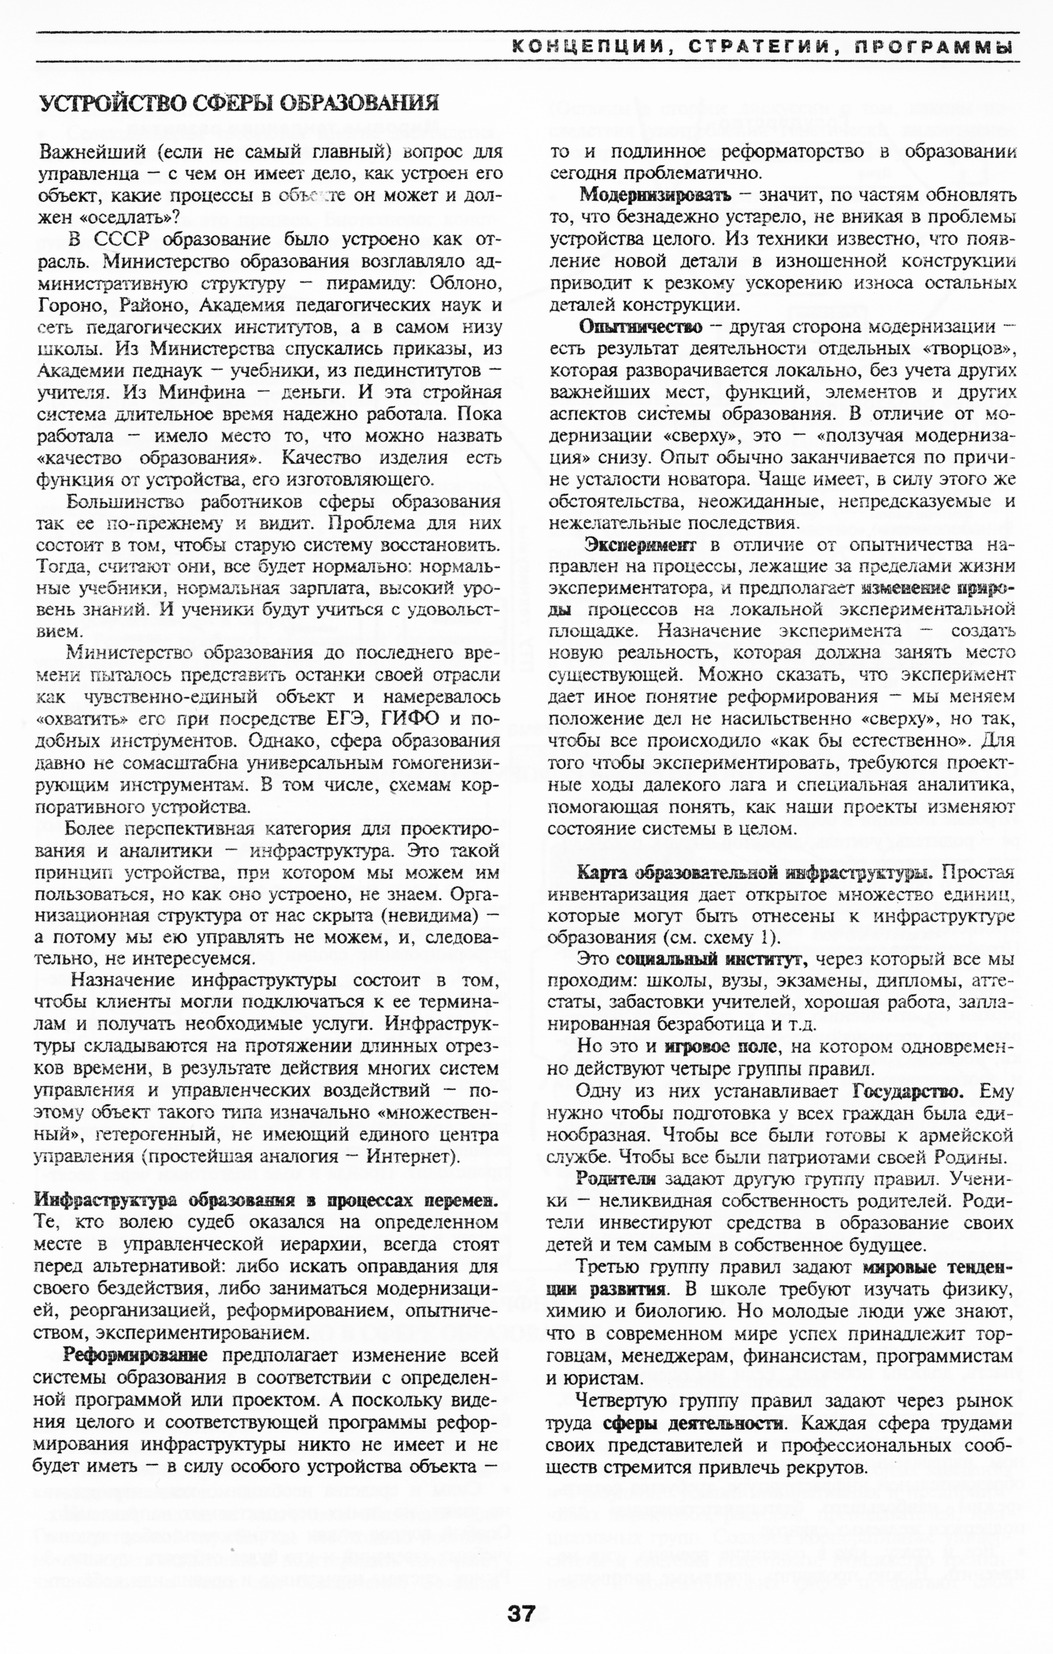 КОНЦЕПЦИИ, СТРАТЕГИИ, ПРОГРАММЫ
УСТРОЙСТВО СФЕРЫ ОБРАЗОВАНИЯ
Важнейший (если не самый главный) вопрос для
управленца — с чем он имеет дело, как устроен его
объект, какие процессы в объекте он может и дол-
жен «оседлать»?
В СССР образование было устроено как от-
расль. Министерство образования возглавляло ад-
министративную структуру — пирамиду: Облоно,
Гороно, Районо, Академия педагогических наук и
сеть педагогических институтов, а в самом низу
школы. Из Министерства спускались приказы, из
Академии педнаук — учебники, из пединститутов —
учителя. Из Минфина — деньги. И эта стройная
система длительное время надежно работала. Пока
работала — имело место то, что можно назвать
«качество образования». Качество изделия есть
функция от устройства, его изготовляющего.
Большинство работников сферы образования
так ее по-прежнему и видит. Проблема для них
состоит в том, чтобы старую систему восстановить.
Тогда, считают они, все будет нормально: нормаль-
ные учебники, нормальная зарплата, высокий уро-
вень знаний. И ученики будут учиться с удовольст-
вием.
Министерство образования до последнего вре-
мени пыталось представить останки своей отрасли
как чувственно-единый объект и намеревалось
«охватить» его при посредстве ЕГЭ, ГИФО и по-
добных инструментов. Однако, сфера образования
давно не сомасштабна универсальным гомогенизи-
рующим инструментам. В том числе, схемам кор-
поративного устройства.
Более перспективная категория для проектиро-
вания и аналитики — инфраструктура. Это такой
принцип устройства, при котором мы можем им
пользоваться, но как оно устроено, не знаем. Орга-
низационная структура от нас скрыта (невидима) —
а потому мы ею управлять не можем, и, следова-
тельно, не интересуемся.
Назначение инфраструктуры состоит в том,
чтобы клиенты могли подключаться к ее термина-
лам и получать необходимые услуги. Инфраструк-
туры складываются на протяжении длинных отрез-
ков времени, в результате действия многих систем
управления и управленческих воздействий — по-
этому объект такого типа изначально «множествен-
ный», гетерогенный, не имеющий единого центра
управления (простейшая аналогия — Интернет).
Инфраструктура образования в процессах перемен.
Те, кто волею судеб оказался на определенном
месте в управленческой иерархии, всегда стоят
перед альтернативой: либо искать оправдания для
своего бездействия, либо заниматься модернизаци-
ей, реорганизацией, реформированием, опытниче-
ством, экспериментированием.
Реформирование предполагает изменение всей
системы образования в соответствии с определен-
ной программой или проектом. А поскольку виде-
ния целого и соответствующей программы рефор-
мирования инфраструктуры никто не имеет и не
будет иметь — в силу особого устройства объекта —
то и подлинное реформаторство в образовании
сегодня проблематично.
Модернизировать — значит, по частям обновлять
то, что безнадежно устарело, не вникая в проблемы
устройства целого. Из техники известно, что появ-
ление новой детали в изношенной конструкции
приводит к резкому ускорению износа остальных
деталей конструкции.
Опытничество — другая сторона модернизации —
есть результат деятельности отдельных «творцов»,
которая разворачивается локально, без учета других
важнейших мест, функций, элементов и других
аспектов системы образования. В отличие от мо-
дернизации «сверху», это — «ползучая модерниза-
ция» снизу. Опыт обычно заканчивается по причи-
не усталости новатора. Чаще имеет, в силу этого же
обстоятельства, неожиданные, непредсказуемые и
нежелательные последствия.
Эксперимент в отличие от опытничества на-
правлен на процессы, лежащие за пределами жизни
экспериментатора, и предполагает изменение приро-
ды процессов на локальной экспериментальной
площадке. Назначение эксперимента — создать
новую реальность, которая должна занять место
существующей. Можно сказать, что эксперимент
дает иное понятие реформирования — мы меняем
положение дел не насильственно «сверху», но так,
чтобы все происходило «как бы естественно». Для
того чтобы экспериментировать, требуются проект-
ные ходы далекого лага и специальная аналитика,
помогающая понять, как наши проекты изменяют
состояние системы в целом.
Карта образовательной инфраструктуры. Простая
инвентаризация дает открытое множество единиц,
которые могут быть отнесены к инфраструктуре
образования (см. схему 1).
Это социальный институт, через который все мы
проходим: школы, вузы, экзамены, дипломы, атте-
статы, забастовки учителей, хорошая работа, запла-
нированная безработица и т.д.
Но это и игровое поле, на котором одновремен-
но действуют четыре группы правил.
Одну из них устанавливает Государство. Ему
нужно чтобы подготовка у всех граждан была еди-
нообразная. Чтобы все были готовы к армейской
службе. Чтобы все были патриотами своей Родины.
Родители задают другую группу правил. Учени-
ки — неликвидная собственность родителей. Роди-
тели инвестируют средства в образование своих
детей и тем самым в собственное будущее.
Третью группу правил задают мировые тенден-
ции развития. В школе требуют изучать физику,
химию и биологию. Но молодые люди уже знают,
что в современном мире успех принадлежит тор-
говцам, менеджерам, финансистам, программистам
и юристам.
Четвертую группу правил задают через рынок
труда сферы деятельности. Каждая сфера трудами
своих представителей и профессиональных сооб-
ществ стремится привлечь рекрутов.
37